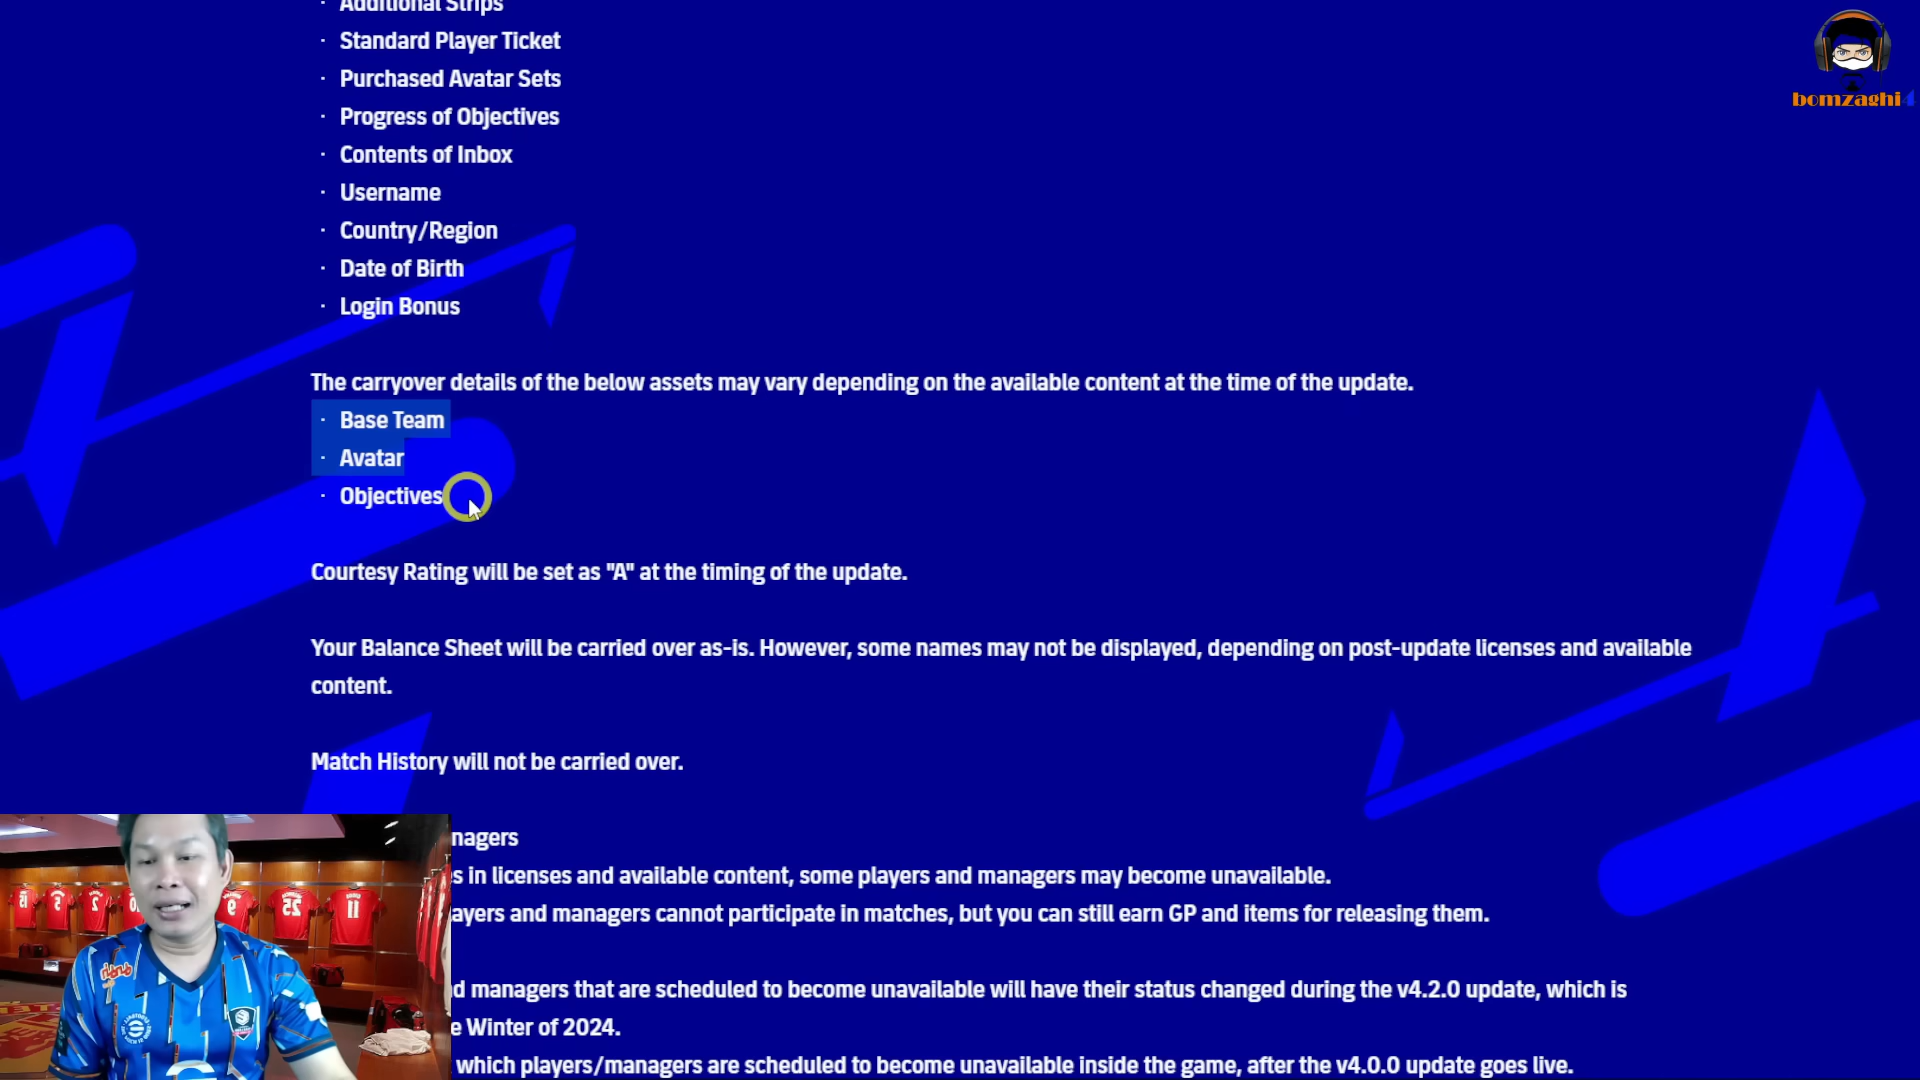 · Additional Strips
· Standard Player Ticket
· Purchased Avatar Sets
· Progress of Objectives
· Contents of Inbox
· Username
· Country/Region
· Date of Birth
· Login Bonus
The carryover details of the below assets may vary depending on the available content at the time of the update.
· Base Team
· Avatar
· Objectives
Courtesy Rating will be set as "A" at the timing of the update.
Your Balance Sheet will be carried over as-is. However, some names may not be displayed, depending on post-update licenses and available
content.
Match History will not be carried over.
nagers
s in licenses and available content, some players and managers may become unavailable.
ayers and managers cannot participate in matches, but you can still earn GP and items for releasing them.
d managers that are scheduled to become unavailable will have their status changed during the v4.2.0 update, which is
e Winter of 2024.
which players/managers are scheduled to become unavailable inside the game, after the v4.0.0 update goes live.
bomzaghi4
5
2
9
25
11